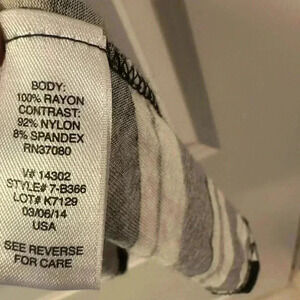 BODY:
100% RAYON
CONTRAST:
92% NYLON
8% SPANDEX
RN37080
V# 14302
STYLE# 7-B366
LOT# K7129
03/06/14
USA
SEE REVERSE
FOR CARE